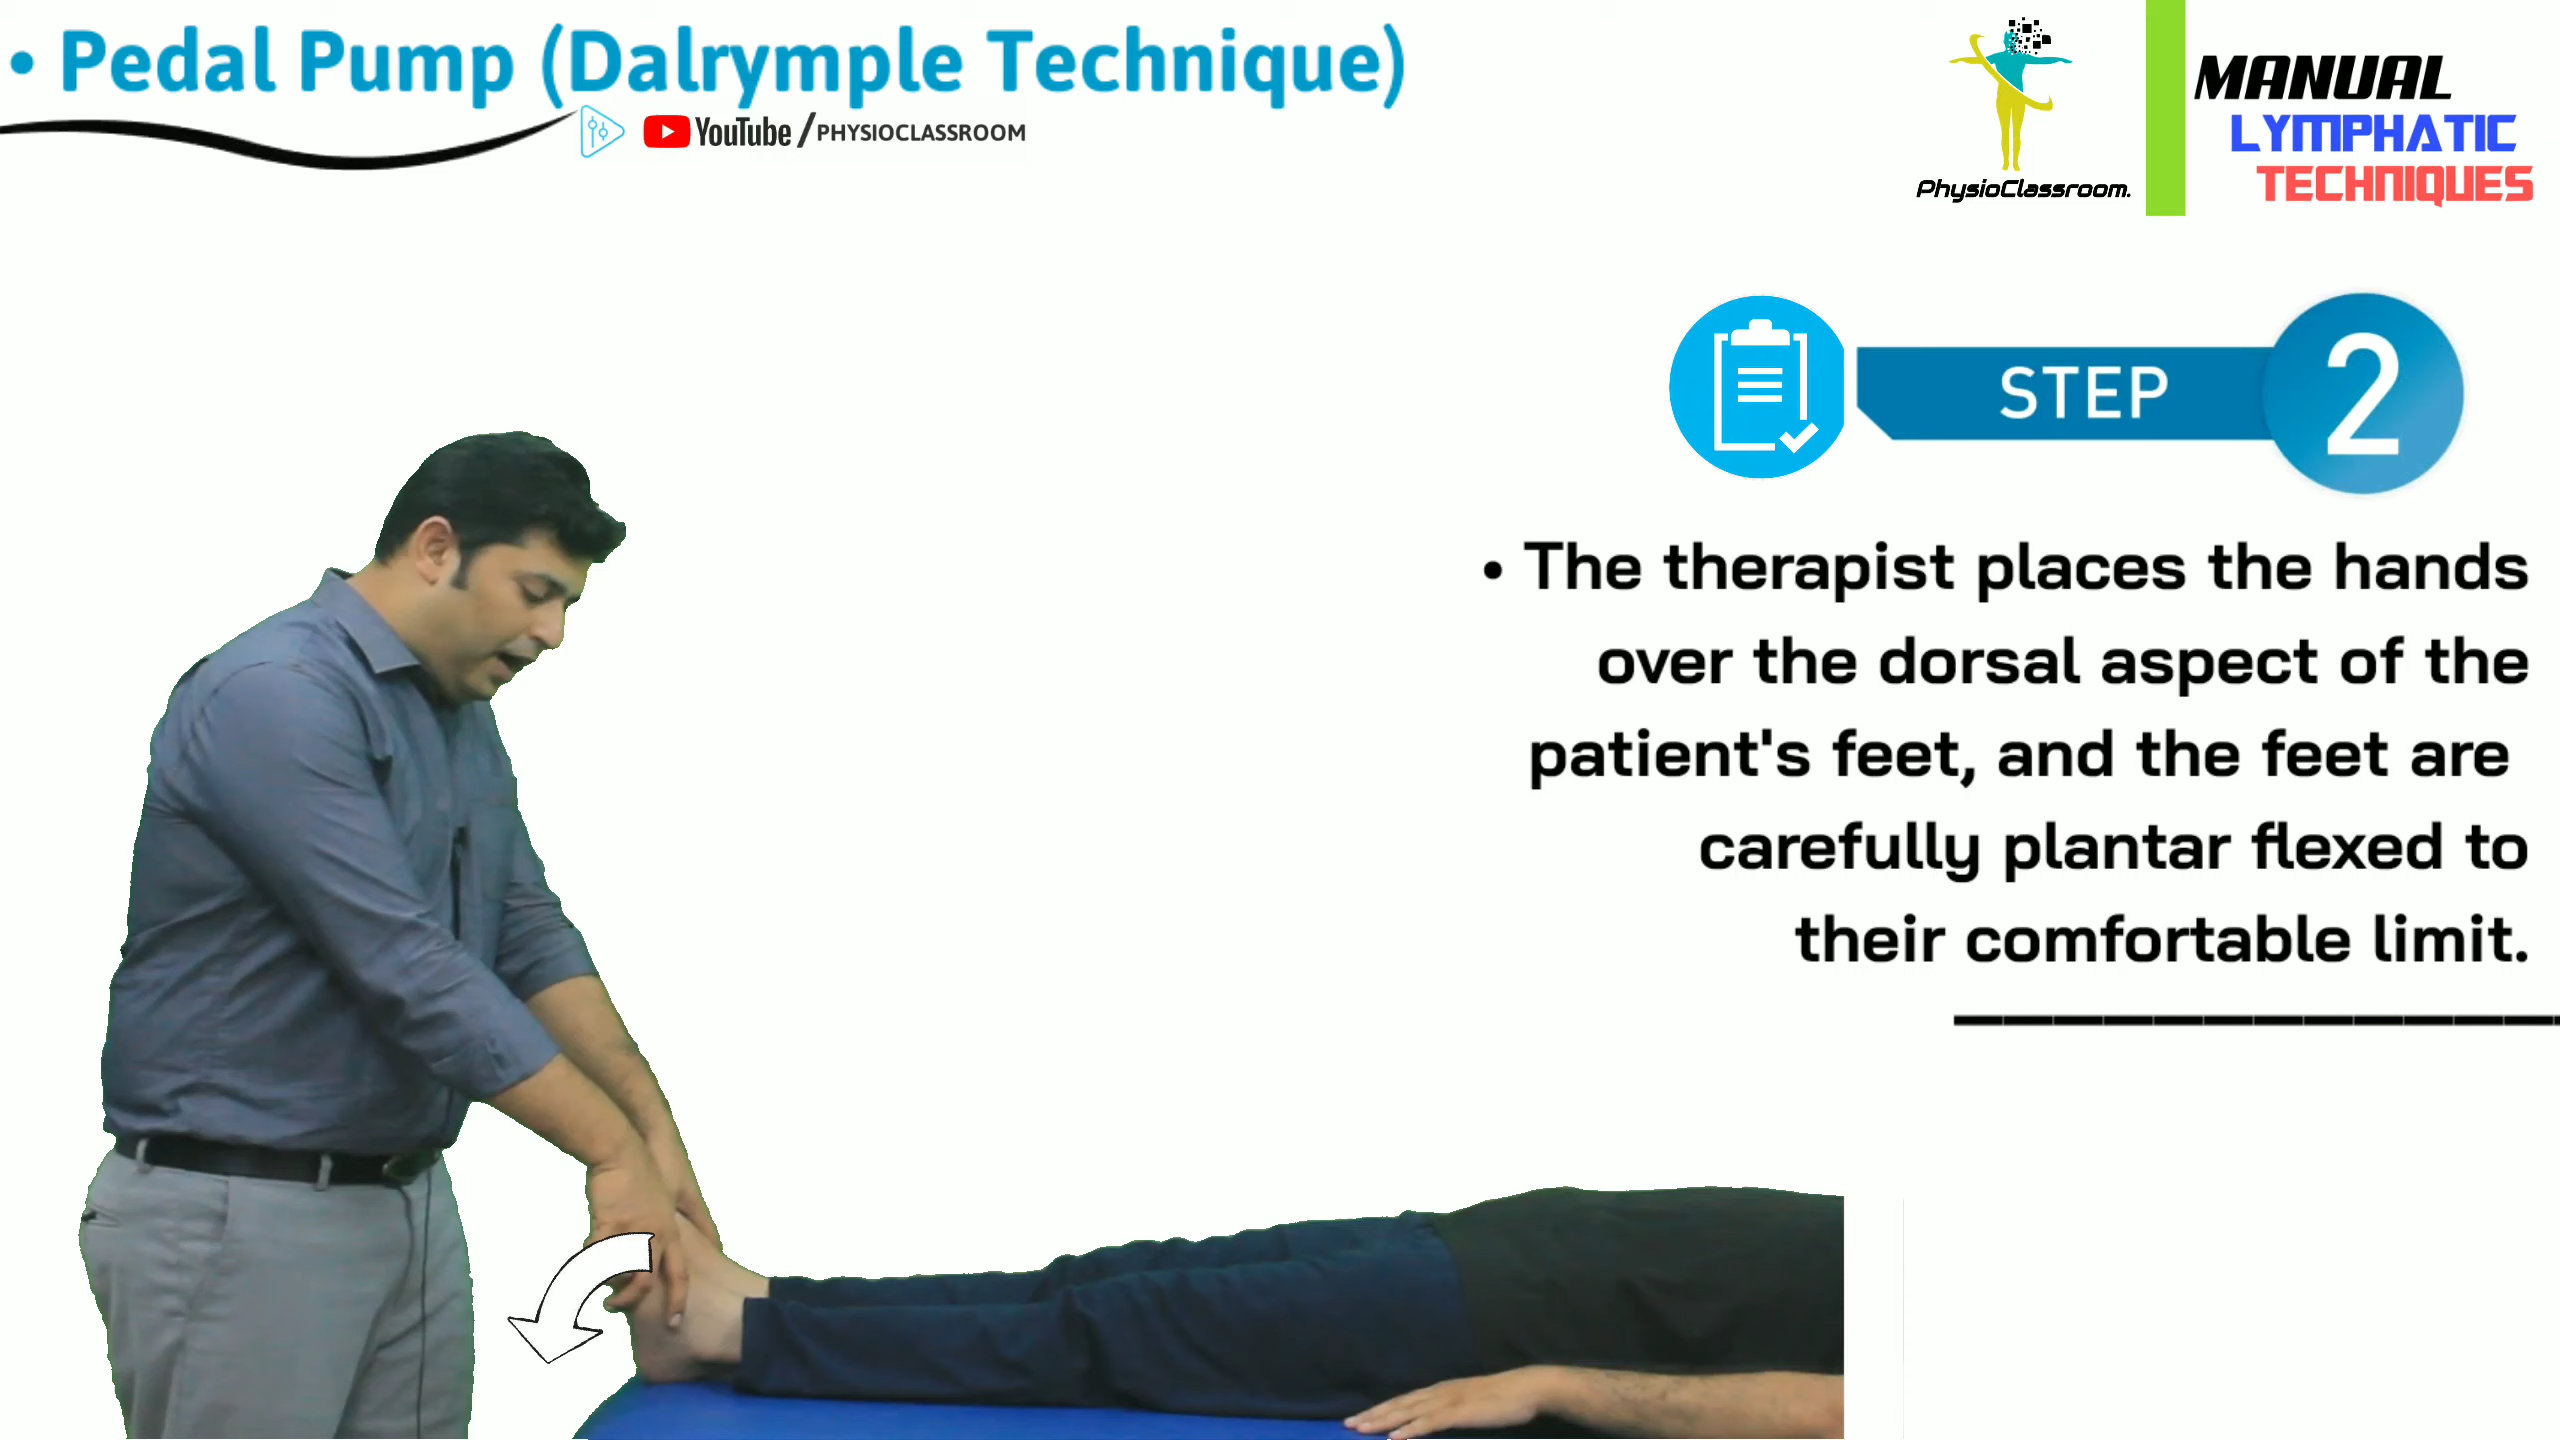 • Pedal Pump (Dalrymple Technique)
YouTube /PHYSIOCLASSROOM
PhysioClassroom.
MANUAL
LYMPHATIC
TECHNIQUES
STEP 2
• The therapist places the hands
over the dorsal aspect of the
patient's feet, and the feet are
carefully plantar flexed to
their comfortable limit.